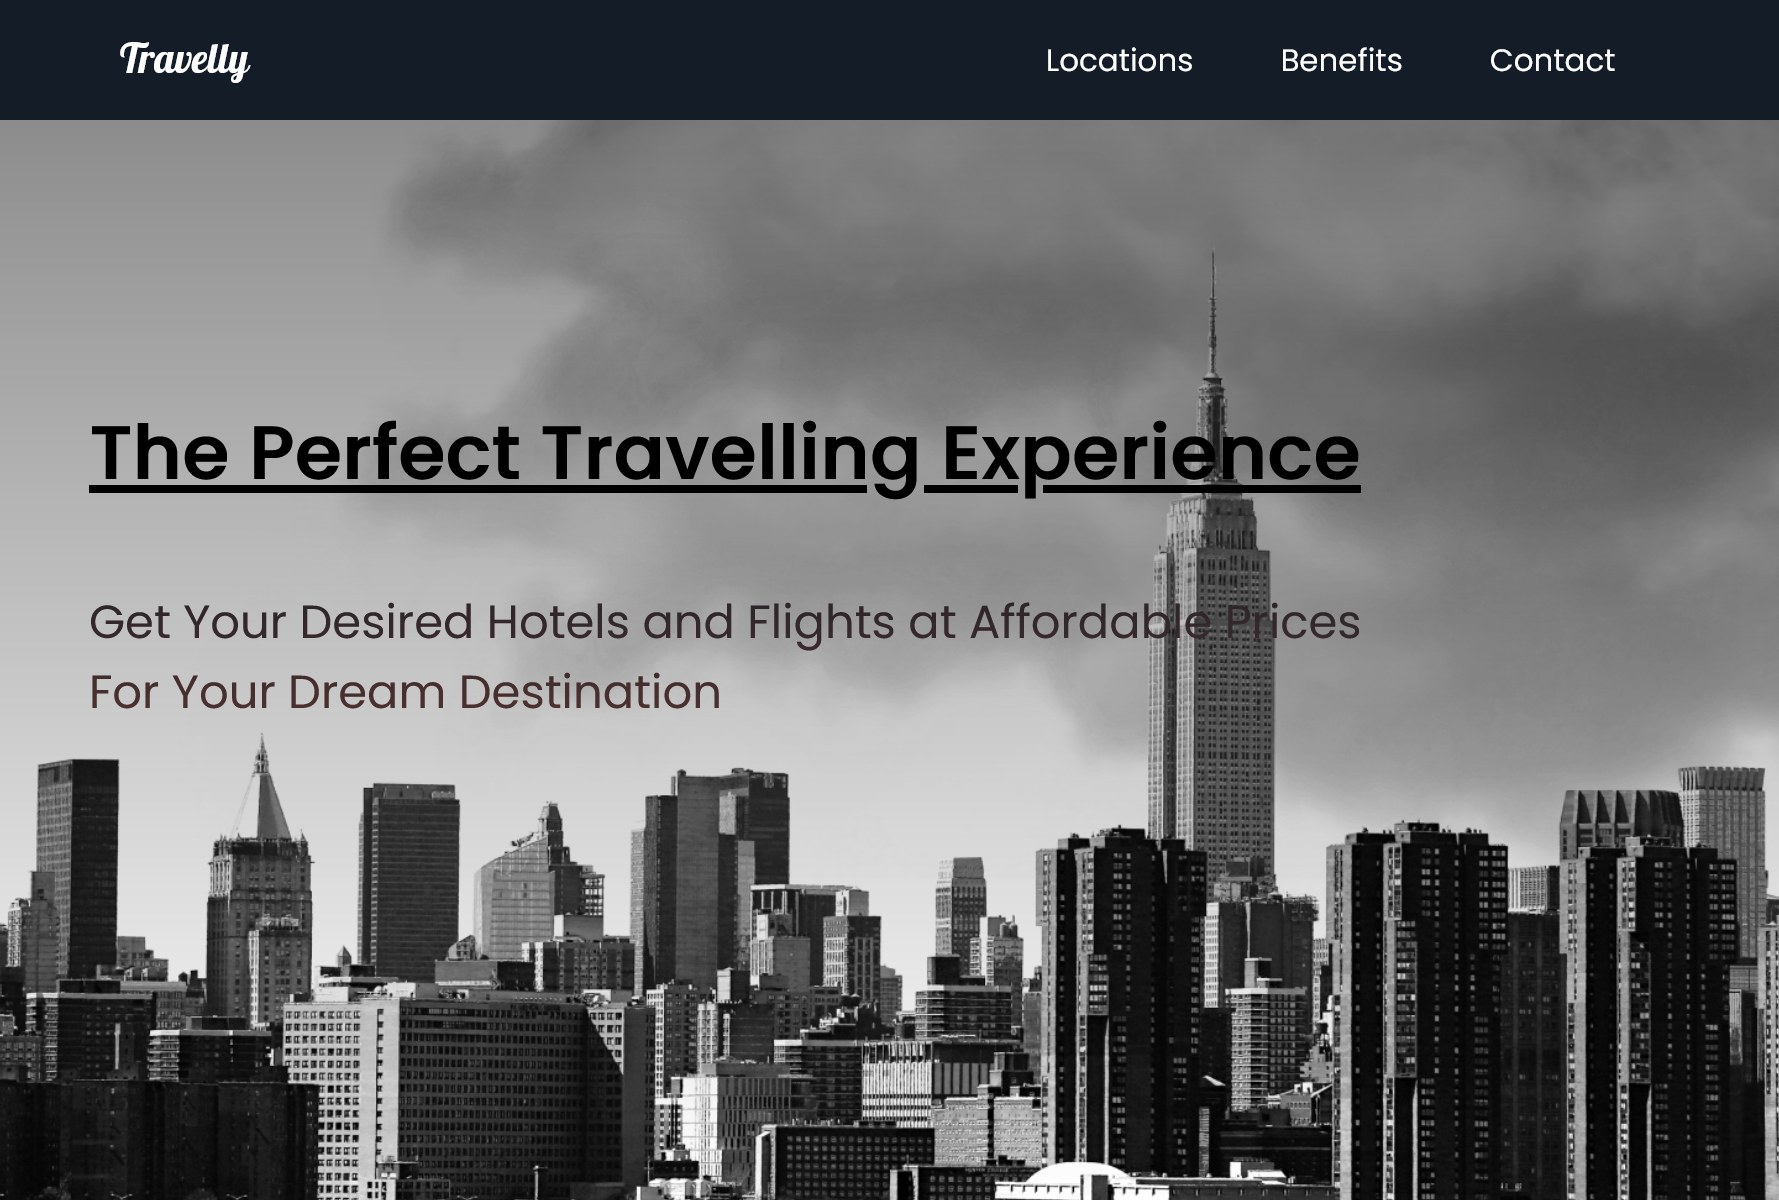 Travelly
Locations Benefits Contact
The Perfect Travelling Experience
Get Your Desired Hotels and Flights at Affordable Prices
For Your Dream Destination